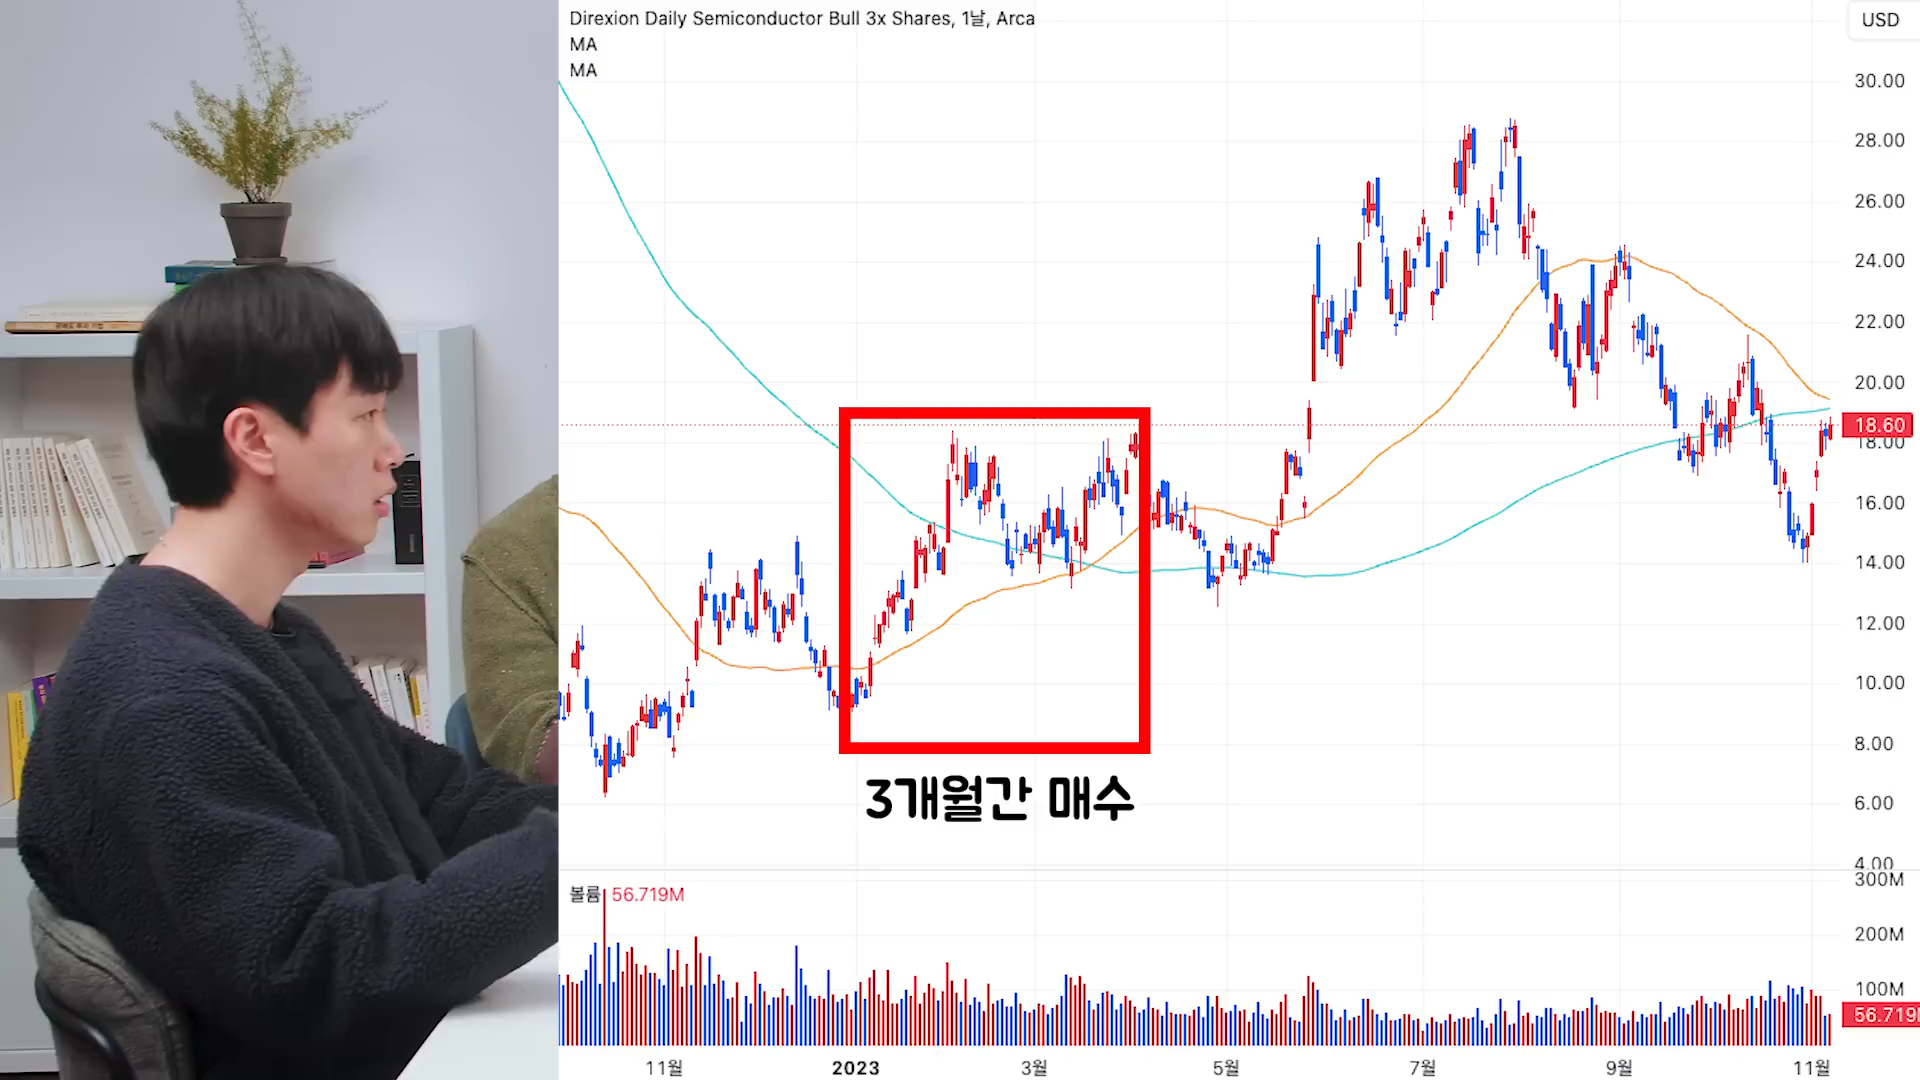 Direxion Daily Semiconductor Bull 3x Shares, 1날, Arca
MA
MA
USD
30.00
28.00
26.00
24.00
22.00
20.00
18.60
18.00
16.00
14.00
12.00
10.00
8.00
6.00
4.00
3개월간 매수
볼륨 56.719M
300M
200M
100M
56.719
11월 2023 3월 5월 7월 9월 11월